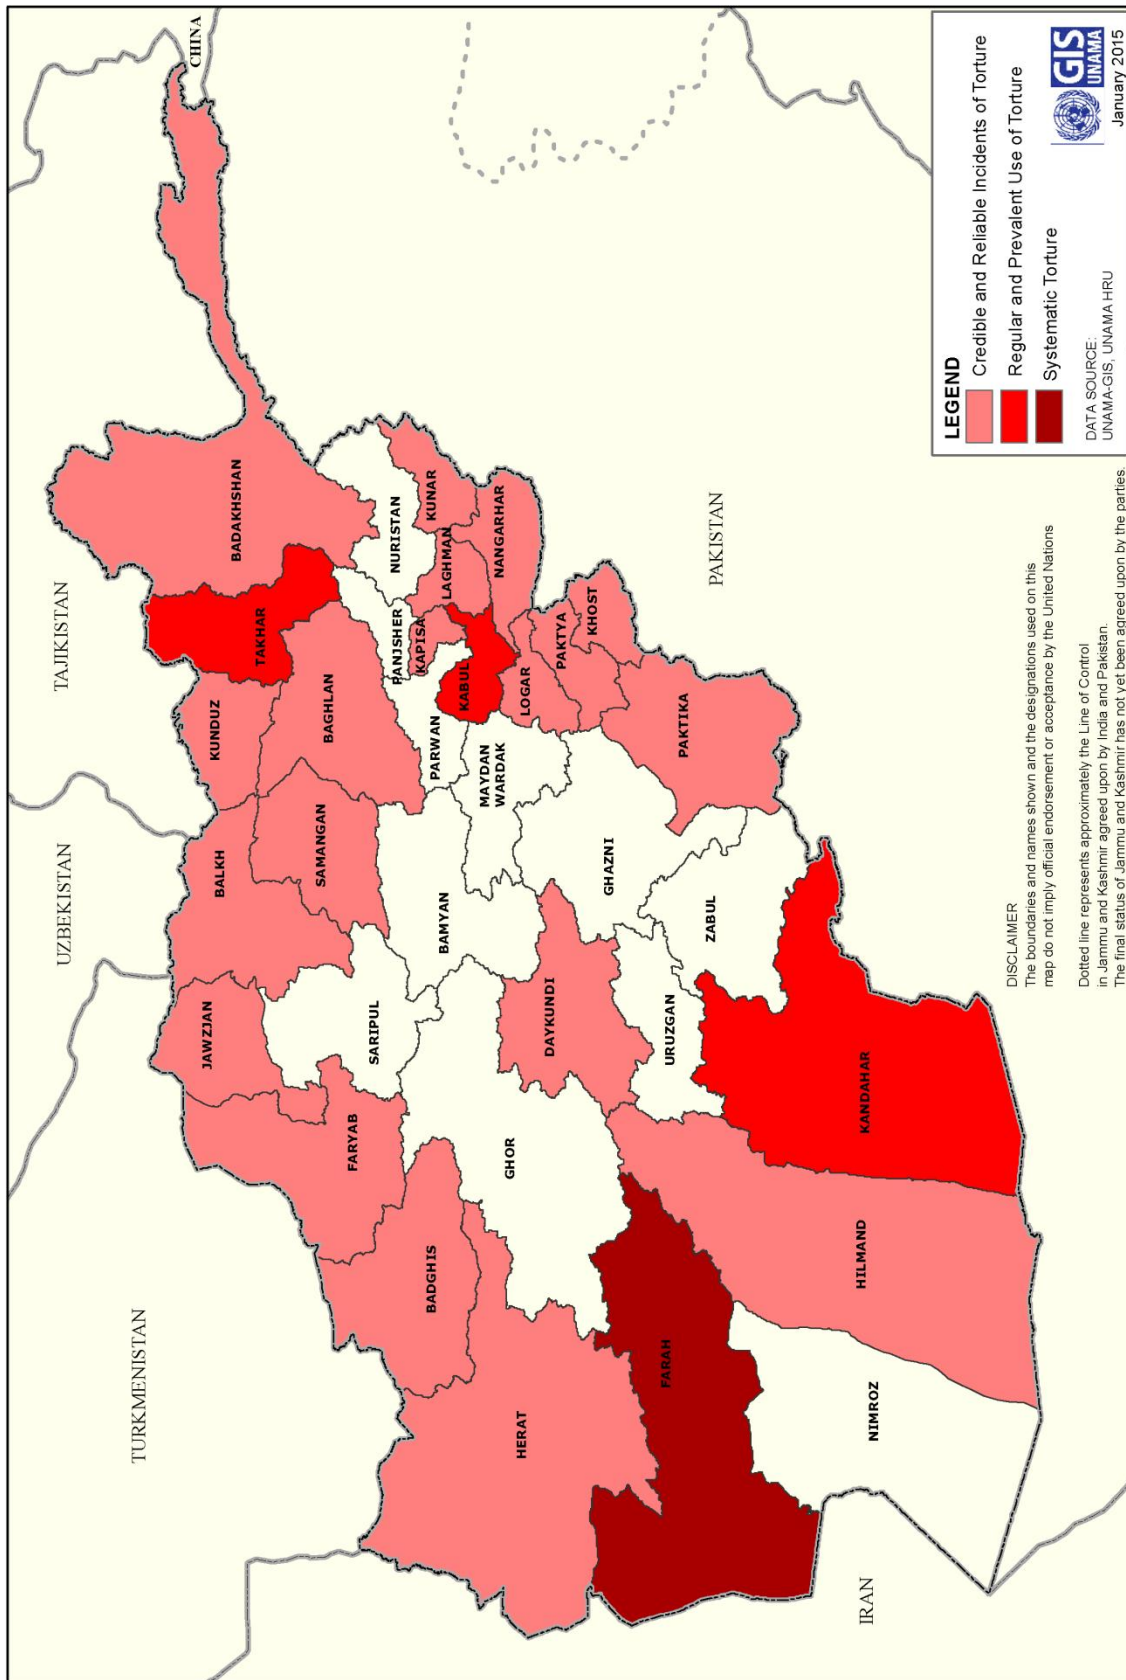 CHINA
TAJIKISTAN
UZBEKISTAN
TURKMENISTAN
BADAKHSHAN
TAKHAR
KUNDUZ
BALKH
JAWZJAN
BAGHLAN
SAMANGAN
NURISTAN
KUNAR
LAGHMAN
NANGARHAR
PANJSHER
KAPISA
PARWAN
KABUL
SARIPUL
FARYAB
BAMYAN
MAYDAN
WARDAK
LOGAR
PAKTYA
KHOST
BADGHIS
GHOR
DAYKUNDI
GHAZNI
PAKTIKA
HERAT
URUZGAN
ZABUL
FARAH
KANDAHAR
HILMAND
NIMROZ
PAKISTAN
IRAN
DISCLAIMER
The boundaries and names shown and the designations used on this
map do not imply official endorsement or acceptance by the United Nations
Dotted line represents approximately the Line of Control
in Jammu and Kashmir agreed upon by India and Pakistan.
The final status of Jammu and Kashmir has not yet been agreed upon by the parties.
LEGEND
Credible and Reliable Incidents of Torture
Regular and Prevalent Use of Torture
Systematic Torture
DATA SOURCE:
UNAMA-GIS, UNAMA HRU
GIS
UNAMA
January 2015